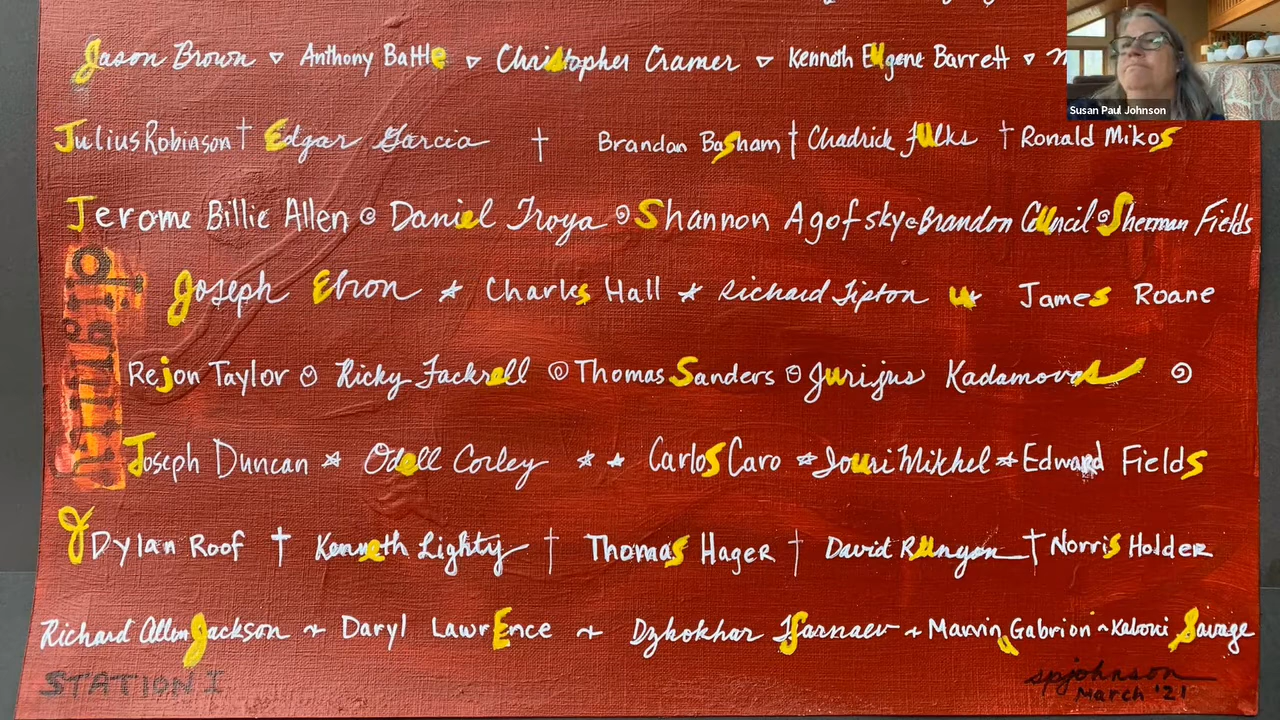 Jason Brown ▽ Anthony Battle ▽ Christopher Cramer ▽ Kenneth Eugene Barrett ▽
Susan Paul Johnson
Julius Robinson † Edgar Garcia † Brandan Basham † Chadrick Fulks † Ronald Mikos
Jerome Billie Allen Daniel Troya Shannon Agofsky Brandon Council Sherman Fields
dignity
Joseph Ebron ☆ Charles Hall ☆ Richard Tipton u☆ James Roane
Rejon Taylor Ricky Fackrell Thomas Sanders Jurijus Kadamovas
Joseph Duncan ☆ Odell Corley ☆ ☆ Carlos Caro ☆ Iouri Mikhel ☆ Edward Fields
J Dylan Roof † Kenneth Lighty † Thomas Hager † David Runyon † Norris Holder
Richard Allen Jackson ~ Daryl Lawrence ~ Dzhokhar Tsarnaev ~ Marvin Gabrion ~ Kaboni Savage
STATION I
spjohnson
March '21